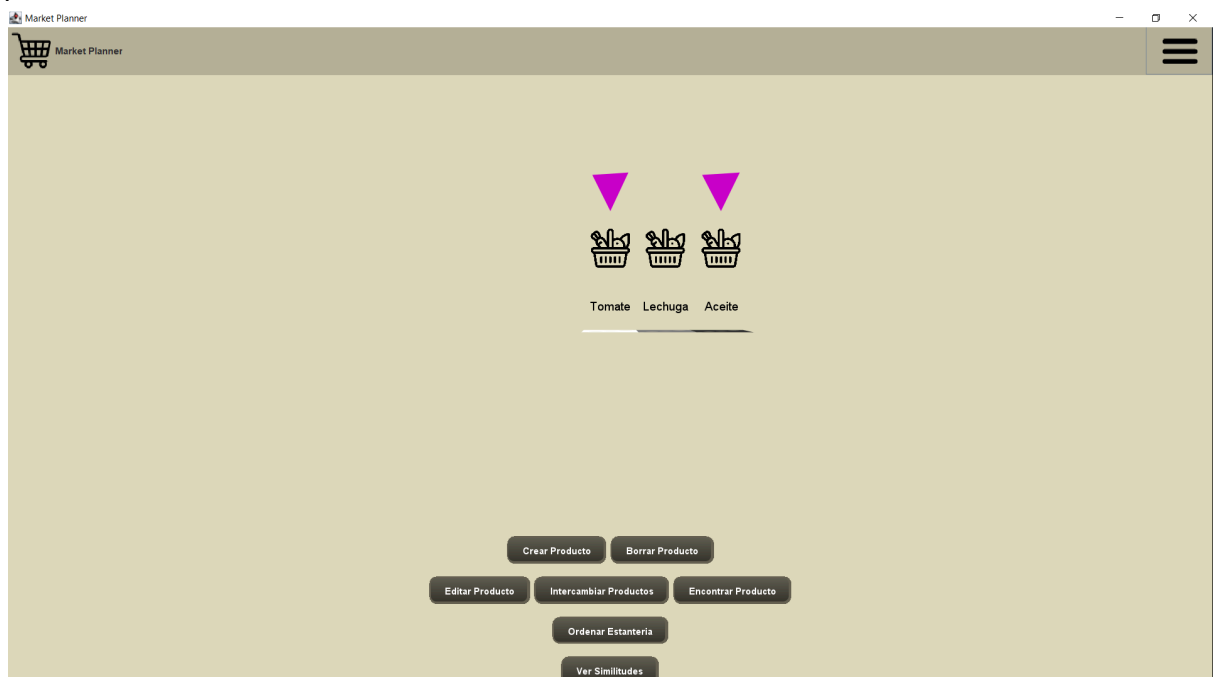 Market Planner
Market Planner
Tomate Lechuga Aceite
Crear Producto Borrar Producto
Editar Producto Intercambiar Productos Encontrar Producto
Ordenar Estanteria
Ver Similitudes